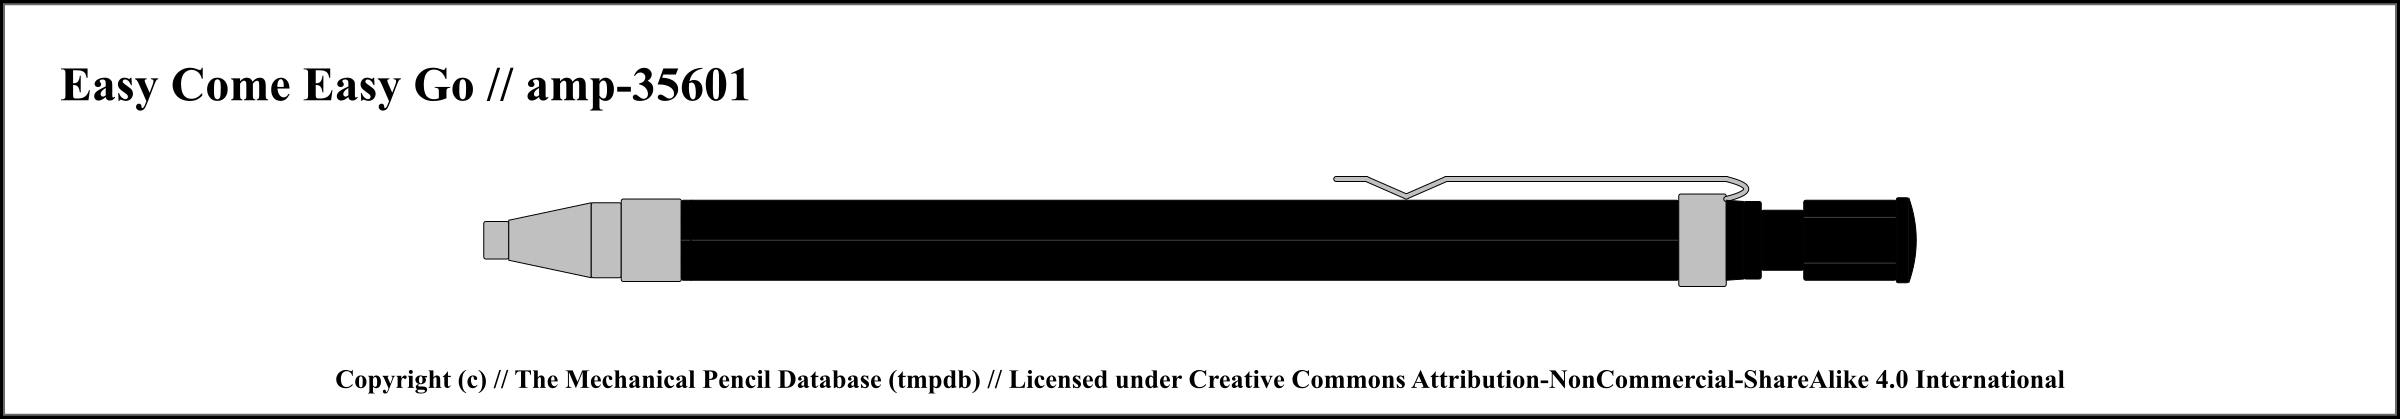 Easy Come Easy Go // amp-35601
Copyright (c) // The Mechanical Pencil Database (tmpdb) // Licensed under Creative Commons Attribution-NonCommercial-ShareAlike 4.0 International